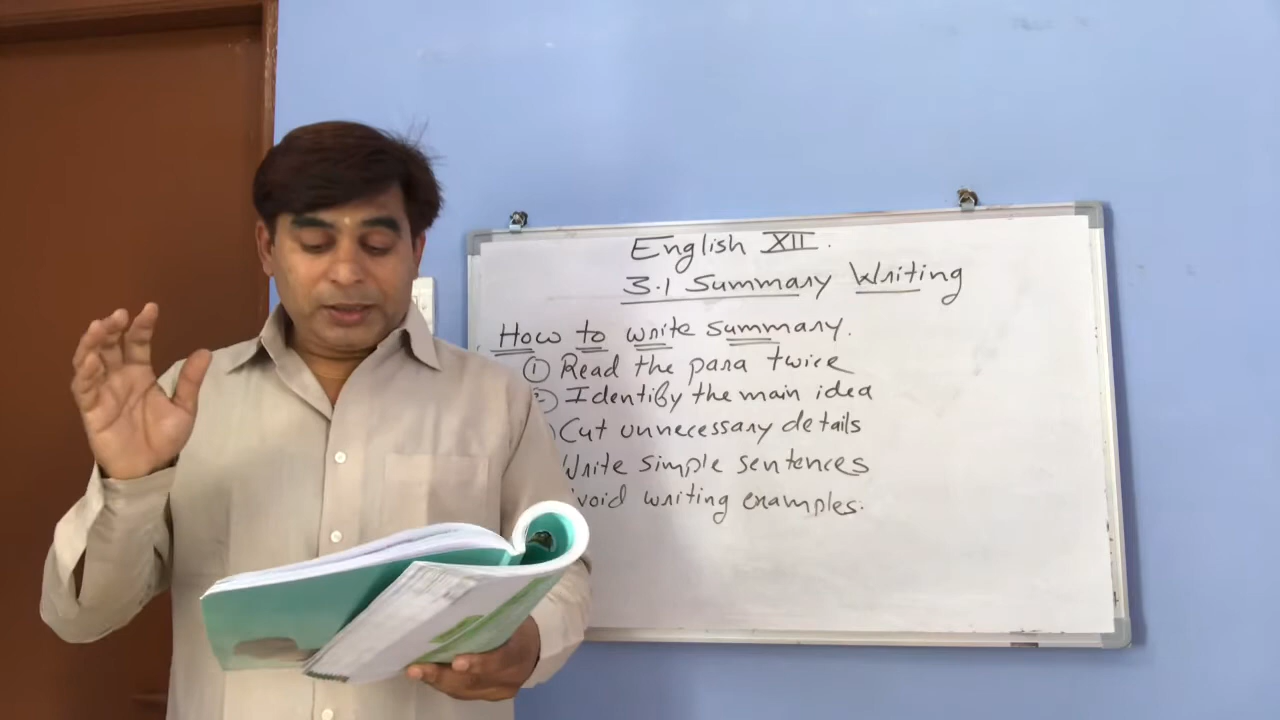 English XII.
3.1 Summary Writing
How to write summary.
1 Read the para twice
2 Identify the main idea
Cut unnecessary details
Write simple sentences
void writing examples.